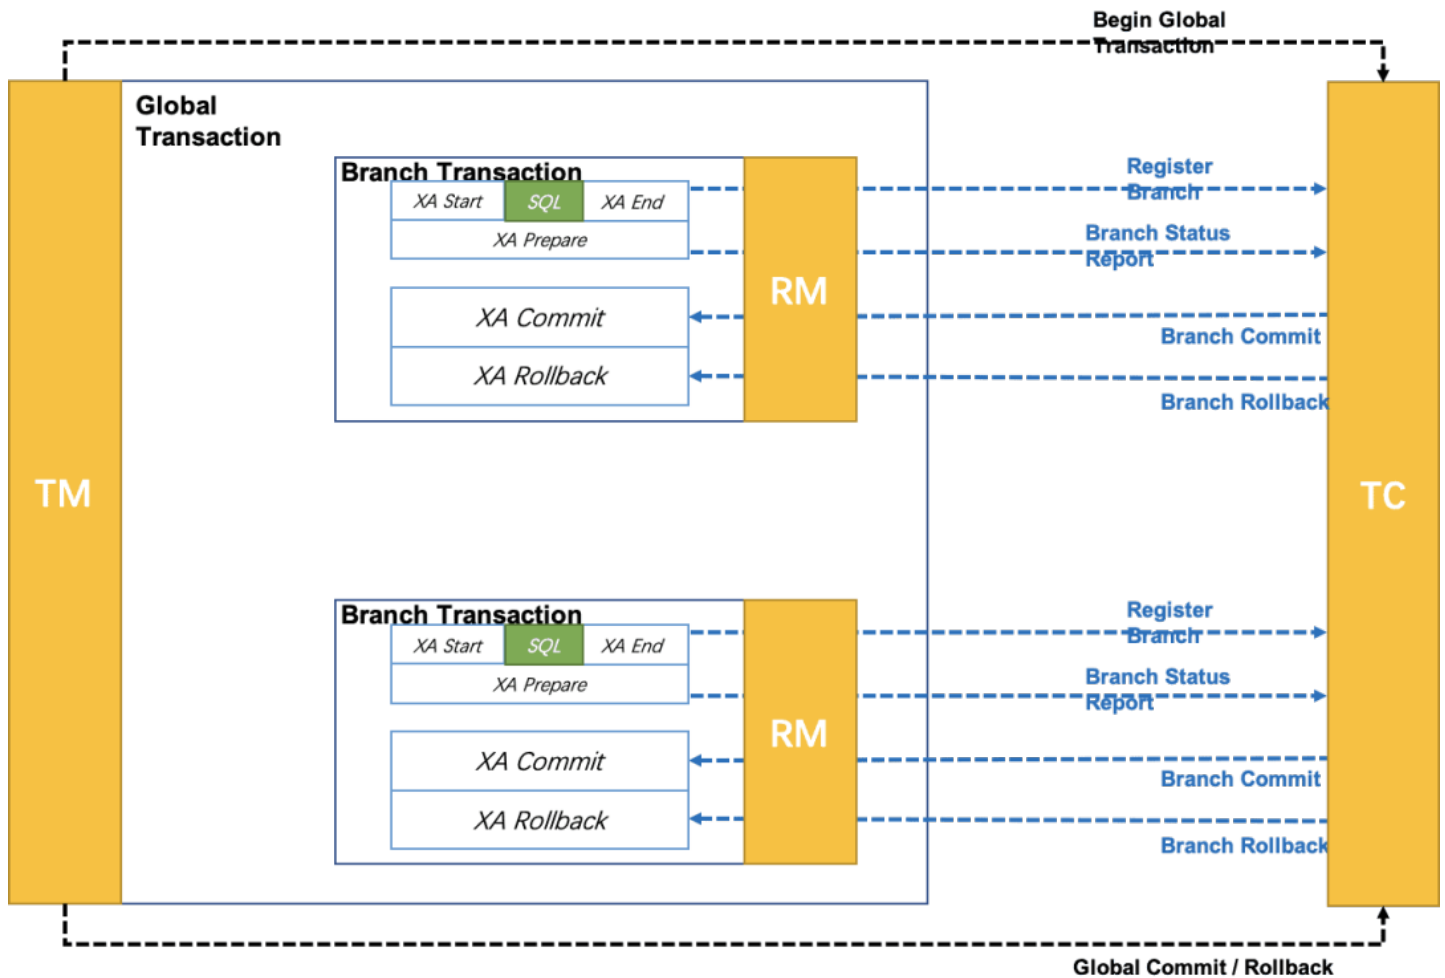 Begin Global
Transaction
Global
Transaction
Branch Transaction
XA Start SQL XA End
XA Prepare
XA Commit
XA Rollback
RM
Register
Branch
Branch Status
Report
Branch Commit
Branch Rollback
TM
TC
Branch Transaction
XA Start SQL XA End
XA Prepare
XA Commit
XA Rollback
RM
Register
Branch
Branch Status
Report
Branch Commit
Branch Rollback
Global Commit / Rollback